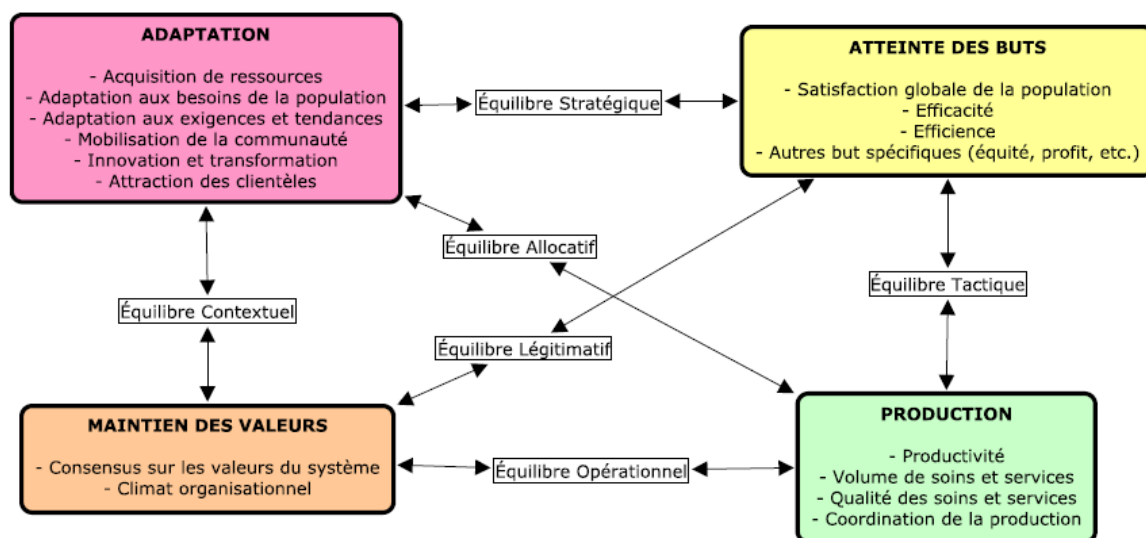 ADAPTATION
- Acquisition de ressources
- Adaptation aux besoins de la population
- Adaptation aux exigences et tendances
- Mobilisation de la communauté
- Innovation et transformation
- Attraction des clientèles
Équilibre Stratégique
ATTEINTE DES BUTS
- Satisfaction globale de la population
- Efficacité
- Efficience
- Autres but spécifiques (équité, profit, etc.)
Équilibre Allocatif
Équilibre Contextuel
Équilibre Tactique
Équilibre Légitimatif
MAINTIEN DES VALEURS
- Consensus sur les valeurs du système
- Climat organisationnel
Équilibre Opérationnel
PRODUCTION
- Productivité
- Volume de soins et services
- Qualité des soins et services
- Coordination de la production